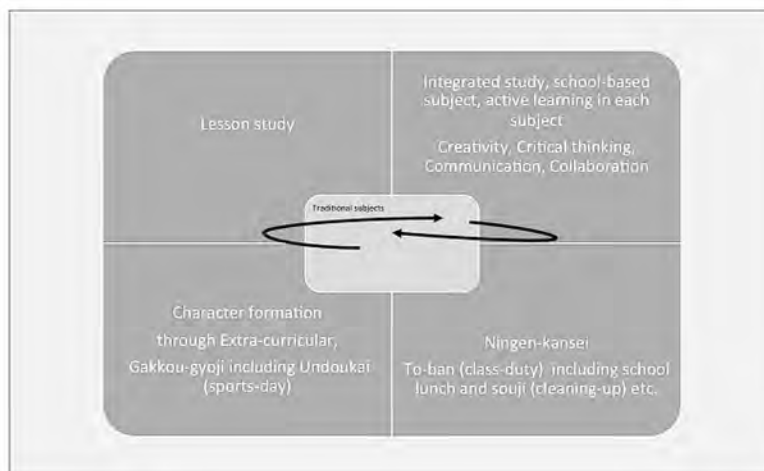 Lesson study
Integrated study, school-based
subject, active learning in each
subject
Creativity, Critical thinking,
Communication, Collaboration
Traditional subjects
Character formation
through Extra-curricular,
Gakkou-gyoji including Undoukai
(sports-day)
Ningen-kansei
To-ban (class-duty) including school
lunch and souji (cleaning-up) etc.